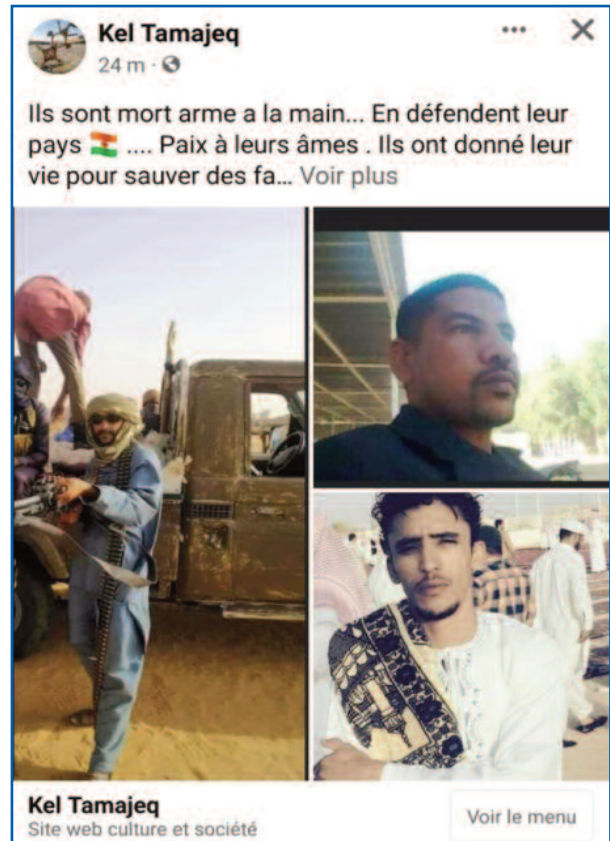 Kel Tamajeq
24 m ·
Ils sont mort arme a la main... En défendent leur
pays 🇳🇪 .... Paix à leurs âmes . Ils ont donné leur
vie pour sauver des fa... Voir plus
Kel Tamajeq
Site web culture et société
Voir le menu